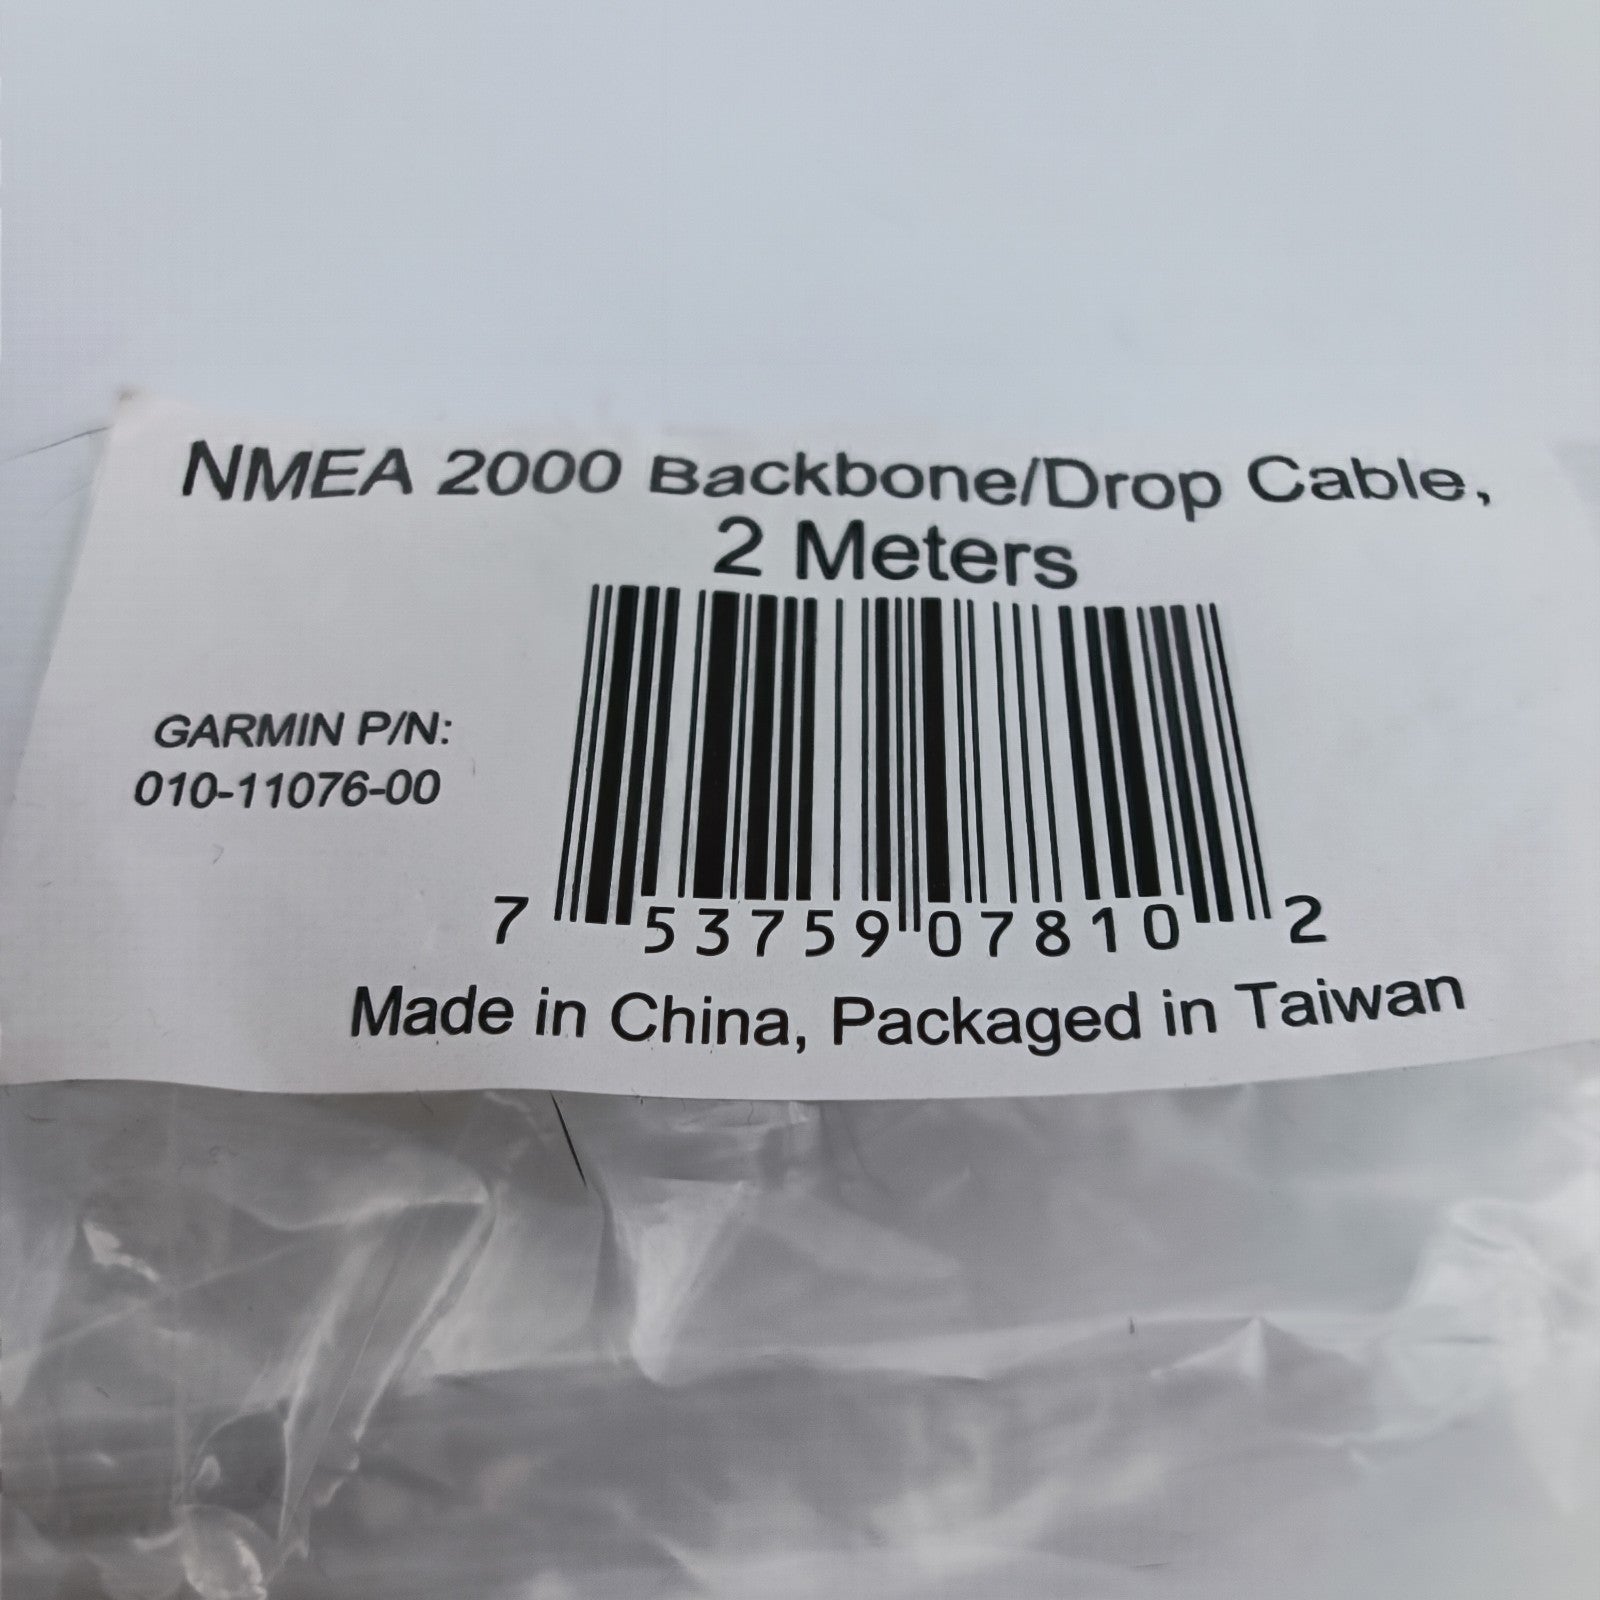 NMEA 2000 Backbone/Drop Cable,
2 Meters
GARMIN P/N:
010-11076-00
7 53759 07810 2
Made in China, Packaged in Taiwan